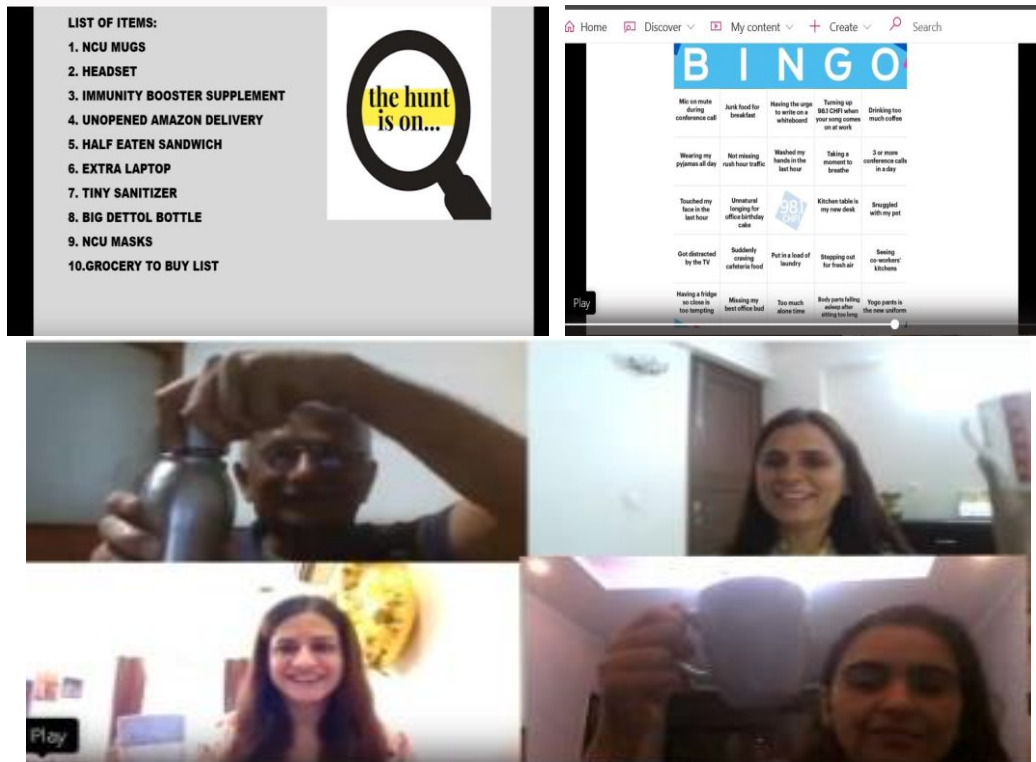 LIST OF ITEMS:
1. NCU MUGS
2. HEADSET
3. IMMUNITY BOOSTER SUPPLEMENT
4. UNOPENED AMAZON DELIVERY
5. HALF EATEN SANDWICH
6. EXTRA LAPTOP
7. TINY SANITIZER
8. BIG DETTOL BOTTLE
9. NCU MASKS
10.GROCERY TO BUY LIST
the hunt
is on...
Home Discover My content Create Search
BINGO
Mic on mute
during
conference call
Junk food for
breakfast
Having the urge
to write on a
whiteboard
Turning up
98.1 CHFI when
your song comes
on at work
Drinking too
much coffee
Wearing my
pyjamas all day
Not missing
rush hour traffic
Washed my
hands in the
last hour
Taking a
moment to
breathe
3 or more
conference calls
in a day
Touched my
face in the
last hour
Unnatural
longing for
office birthday
cake
98.1
CHFI
Kitchen table is
my new desk
Snuggled
with my pet
Got distracted
by the TV
Suddenly
craving
cafeteria food
Put in a load of
laundry
Stepping out
for fresh air
Seeing
co-workers'
kitchens
Having a fridge
so close is
too tempting
Missing my
best office bud
Too much
alone time
Body parts falling
asleep after
sitting too long
Yogo pants is
the new uniform
Play
Play